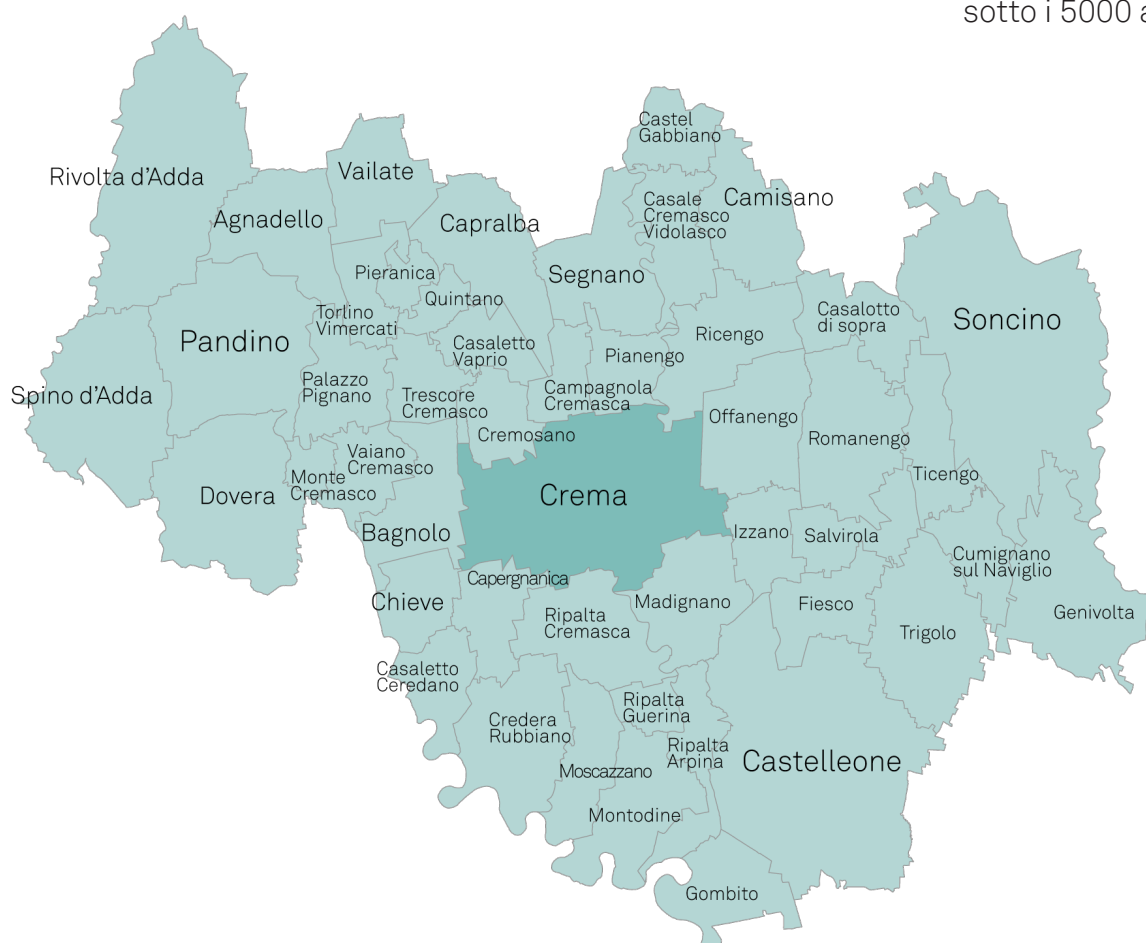 sotto i 5000 a
Castel
Gabbiano
Rivolta d'Adda
Vailate
Casale
Cremasco
Vidolasco
Camisano
Agnadello
Capralba
Pieranica
Segnano
Quintano
Torlino
Vimercati
Casalotto
di sopra
Soncino
Pandino
Casaletto
Vaprio
Pianengo
Ricengo
Spino d'Adda
Palazzo
Pignano
Trescore
Cremasco
Campagnola
Cremasca
Offanengo
Cremosano
Romanengo
Vaiano
Cremasco
Monte
Cremasco
Dovera
Crema
Ticengo
Bagnolo
Izzano
Salvirola
Cumignano
sul Naviglio
Capergnanica
Chieve
Ripalta
Cremasca
Madignano
Fiesco
Genivolta
Trigolo
Casaletto
Ceredano
Credera
Rubbiano
Ripalta
Guerina
Ripalta
Arpina
Moscazzano
Castelleone
Montodine
Gombito